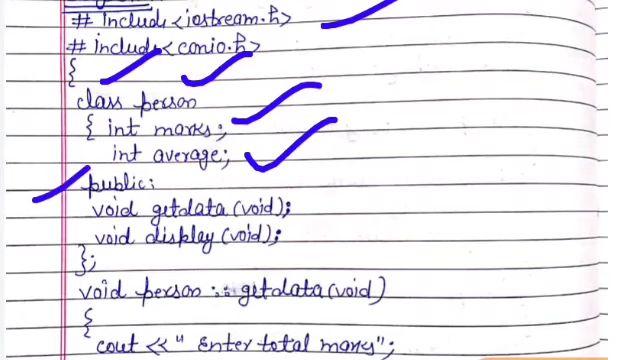 # Include <iostream.h>
# include <conio.h>
{
class person
{ int marks;
int average;
public:
void getdata (void);
void display (void);
};
void person :: getdata (void)
{
cout << " Enter total marks";